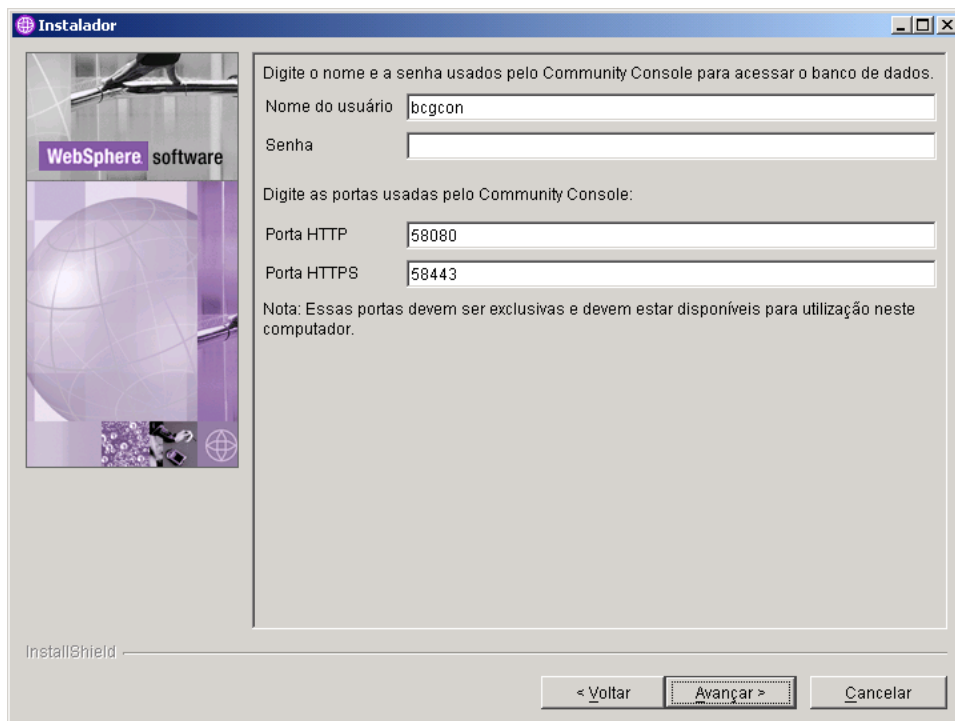 Instalador
WebSphere software
Digite o nome e a senha usados pelo Community Console para acessar o banco de dados.
Nome do usuário bcgcon
Senha
Digite as portas usadas pelo Community Console:
Porta HTTP 58080
Porta HTTPS 58443
Nota: Essas portas devem ser exclusivas e devem estar disponíveis para utilização neste
computador.
InstallShield
< Voltar Avançar > Cancelar